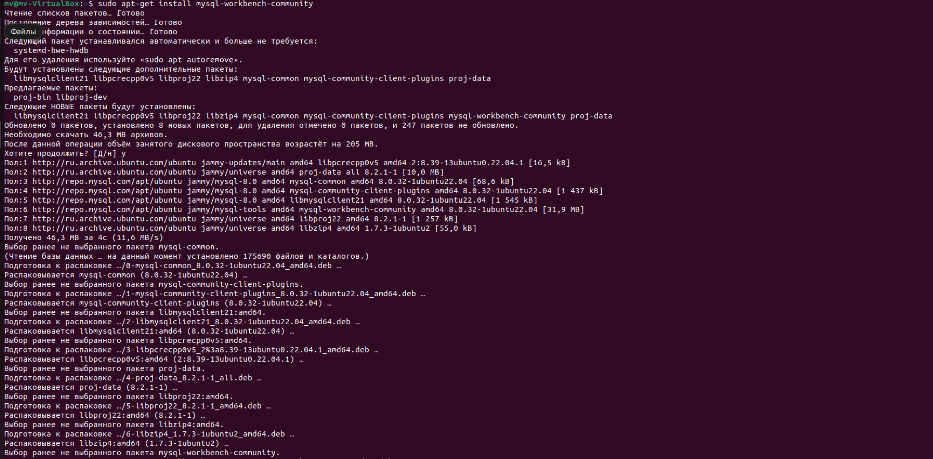 mv@mv-VirtualBox:~$ sudo apt-get install mysql-workbench-community
Чтение списков пакетов… Готово
Построение дерева зависимостей… Готово
Файлы нформации о состоянии… Готово
Следующий пакет устанавливался автоматически и больше не требуется:
systemd-hwe-hwdb
Для его удаления используйте «sudo apt autoremove».
Будут установлены следующие дополнительные пакеты:
libmysqlclient21 libpcrecpp0v5 libproj22 libzip4 mysql-common mysql-community-client-plugins proj-data
Предлагаемые пакеты:
proj-bin libproj-dev
Следующие НОВЫЕ пакеты будут установлены:
libmysqlclient21 libpcrecpp0v5 libproj22 libzip4 mysql-common mysql-community-client-plugins mysql-workbench-community proj-data
Обновлено 0 пакетов, установлено 8 новых пакетов, для удаления отмечено 0 пакетов, и 247 пакетов не обновлено.
Необходимо скачать 46,3 MB архивов.
После данной операции объём занятого дискового пространства возрастёт на 205 MB.
Хотите продолжить? [Д/н] y
Пол:1 http://ru.archive.ubuntu.com/ubuntu jammy-updates/main amd64 libpcrecpp0v5 amd64 2:8.39-13ubuntu0.22.04.1 [16,5 kB]
Пол:2 http://ru.archive.ubuntu.com/ubuntu jammy/universe amd64 proj-data all 8.2.1-1 [10,0 MB]
Пол:3 http://repo.mysql.com/apt/ubuntu jammy/mysql-8.0 amd64 mysql-common amd64 8.0.32-1ubuntu22.04 [68,6 kB]
Пол:4 http://repo.mysql.com/apt/ubuntu jammy/mysql-8.0 amd64 mysql-community-client-plugins amd64 8.0.32-1ubuntu22.04 [1 437 kB]
Пол:5 http://repo.mysql.com/apt/ubuntu jammy/mysql-8.0 amd64 libmysqlclient21 amd64 8.0.32-1ubuntu22.04 [1 545 kB]
Пол:6 http://repo.mysql.com/apt/ubuntu jammy/mysql-tools amd64 mysql-workbench-community amd64 8.0.32-1ubuntu22.04 [31,9 MB]
Пол:7 http://ru.archive.ubuntu.com/ubuntu jammy/universe amd64 libproj22 amd64 8.2.1-1 [1 257 kB]
Пол:8 http://ru.archive.ubuntu.com/ubuntu jammy/universe amd64 libzip4 amd64 1.7.3-1ubuntu2 [55,0 kB]
Получено 46,3 MB за 4с (11,6 MB/s)
Выбор ранее не выбранного пакета mysql-common.
(Чтение базы данных … на данный момент установлено 175690 файлов и каталогов.)
Подготовка к распаковке …/0-mysql-common_8.0.32-1ubuntu22.04_amd64.deb …
Распаковывается mysql-common (8.0.32-1ubuntu22.04) …
Выбор ранее не выбранного пакета mysql-community-client-plugins.
Подготовка к распаковке …/1-mysql-community-client-plugins_8.0.32-1ubuntu22.04_amd64.deb …
Распаковывается mysql-community-client-plugins (8.0.32-1ubuntu22.04) …
Выбор ранее не выбранного пакета libmysqlclient21:amd64.
Подготовка к распаковке …/2-libmysqlclient21_8.0.32-1ubuntu22.04_amd64.deb …
Распаковывается libmysqlclient21:amd64 (8.0.32-1ubuntu22.04) …
Выбор ранее не выбранного пакета libpcrecpp0v5:amd64.
Подготовка к распаковке …/3-libpcrecpp0v5_2%3a8.39-13ubuntu0.22.04.1_amd64.deb …
Распаковывается libpcrecpp0v5:amd64 (2:8.39-13ubuntu0.22.04.1) …
Выбор ранее не выбранного пакета proj-data.
Подготовка к распаковке …/4-proj-data_8.2.1-1_all.deb …
Распаковывается proj-data (8.2.1-1) …
Выбор ранее не выбранного пакета libproj22:amd64.
Подготовка к распаковке …/5-libproj22_8.2.1-1_amd64.deb …
Распаковывается libproj22:amd64 (8.2.1-1) …
Выбор ранее не выбранного пакета libzip4:amd64.
Подготовка к распаковке …/6-libzip4_1.7.3-1ubuntu2_amd64.deb …
Распаковывается libzip4:amd64 (1.7.3-1ubuntu2) …
Выбор ранее не выбранного пакета mysql-workbench-community.